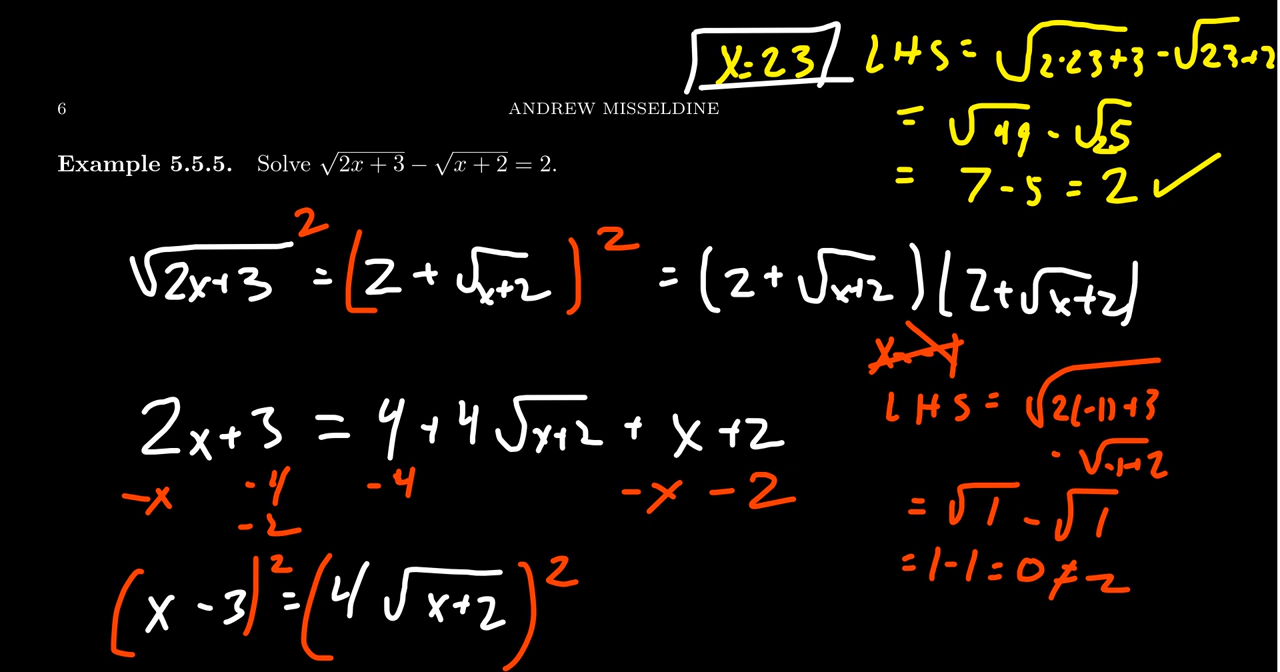 x=23 LHS = √(2·23+3) - √(23+2)
= √49 - √25
= 7 - 5 = 2 ✓
6 ANDREW MISSELDINE
Example 5.5.5. Solve √(2x + 3) − √(x + 2) = 2.
√(2x+3)² = (2 + √(x+2))² = (2 + √(x+2))(2+√(x+2))
x=-1
LHS = √(2(-1)+3)
- √(-1+2)
2x+3 = 4+4√(x+2) + x+2
-x -4 -4 -x -2
-2
= √1 - √1
= 1-1 = 0 ≠ 2
(x -3)² = (4√(x+2))²